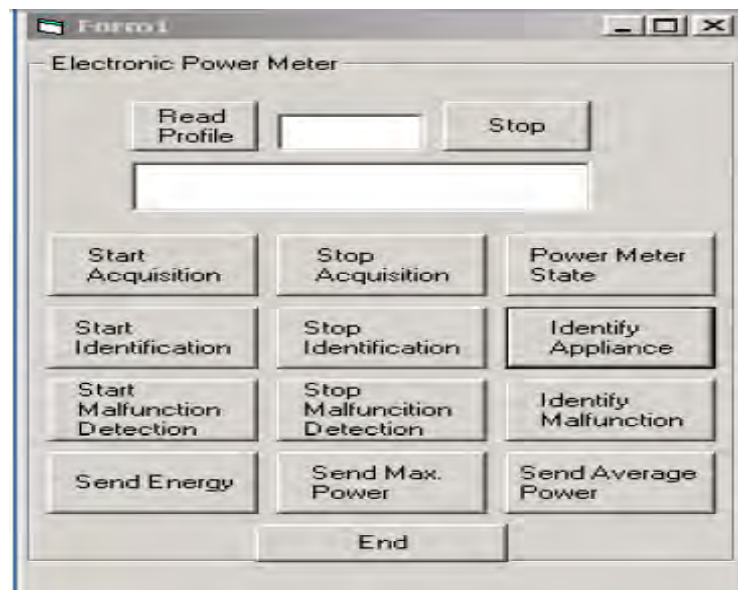 Form1
Electronic Power Meter
Read
Profile
Stop
Start
Acquisition
Stop
Acquisition
Power Meter
State
Start
Identification
Stop
Identification
Identify
Appliance
Start
Malfunction
Detection
Stop
Malfuncition
Detection
Identify
Malfunction
Send Energy
Send Max.
Power
Send Average
Power
End